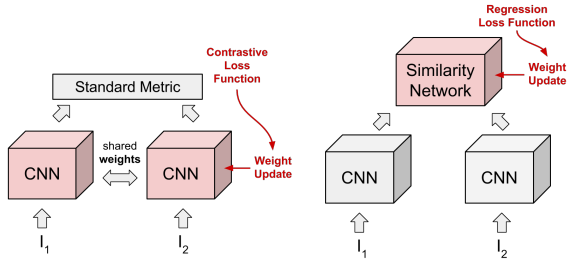 Contrastive
Loss
Function
Standard Metric
shared
weights
CNN
CNN
Weight
Update
I1
I2
Regression
Loss Function
Similarity
Network
Weight
Update
CNN
CNN
I1
I2